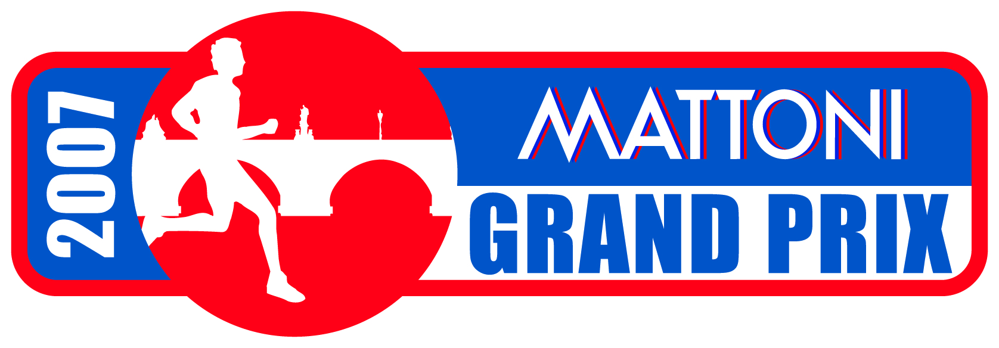 2007
MATTONI
GRAND PRIX